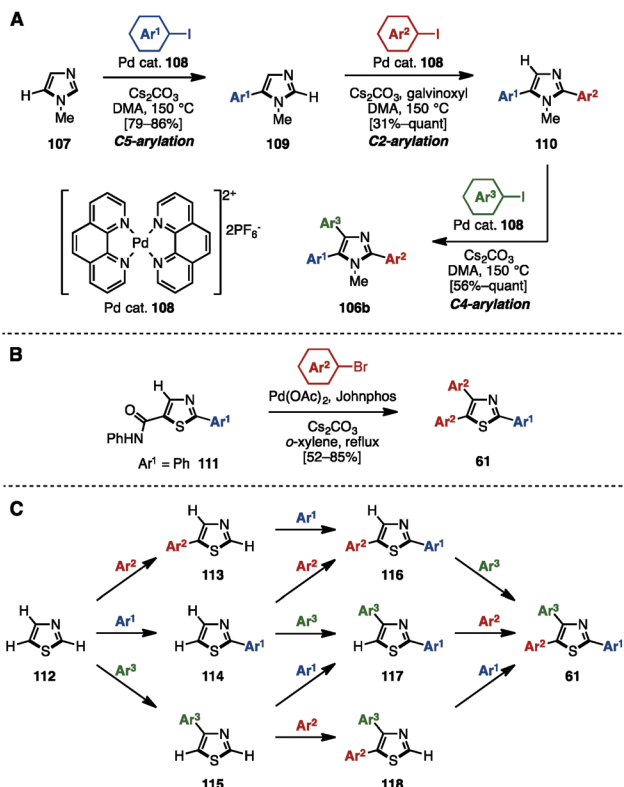 A
Ar1 I
Pd cat. 108
Cs2CO3
DMA, 150 °C
[79–86%]
C5-arylation
H N N Me
107
Ar1 N N H Me
109
Ar2 I
Pd cat. 108
Cs2CO3, galvinoxyl
DMA, 150 °C
[31%–quant]
C2-arylation
H Ar1 N N Ar2 Me
110
N N Pd N N 2+
2PF6-
Pd cat. 108
Ar3 Ar1 N N Ar2 Me
106b
Ar3 I
Pd cat. 108
Cs2CO3
DMA, 150 °C
[56%–quant]
C4-arylation
B
H O N S Ar1 PhHN
Ar1 = Ph 111
Ar2 Br
Pd(OAc)2, Johnphos
Cs2CO3
o-xylene, reflux
[52–85%]
Ar2 Ar2 N S Ar1
61
C
H H N S H
112
Ar2
Ar1
Ar3
H Ar2 N S H
113
H H N S Ar1
114
Ar3 H N S H
115
Ar1
Ar2
Ar3
Ar1
Ar2
H Ar2 N S Ar1
116
Ar3 H N S Ar1
117
Ar3 Ar2 N S H
118
Ar3
Ar2
Ar1
Ar3 Ar2 N S Ar1
61